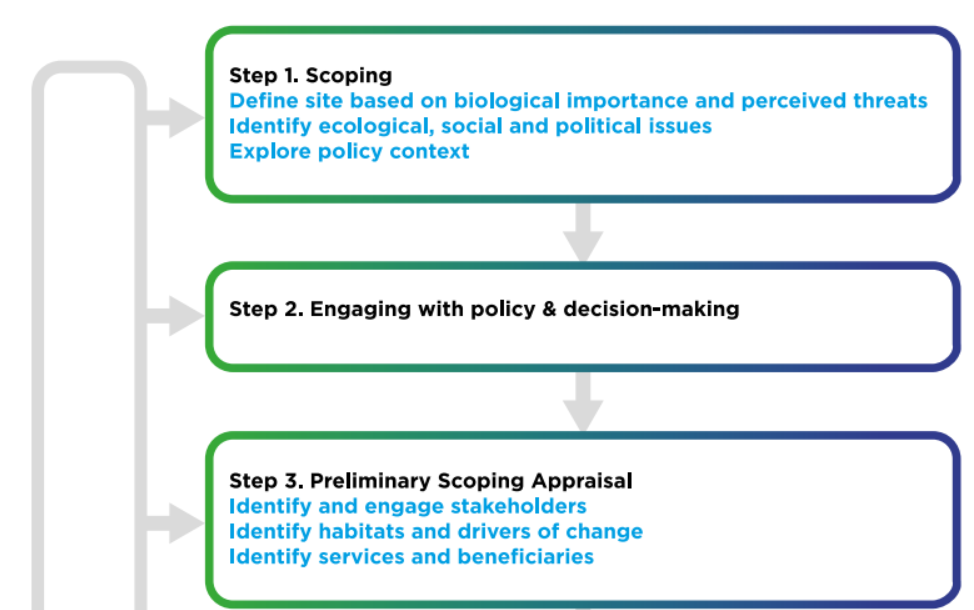 Step 1. Scoping
Define site based on biological importance and perceived threats
Identify ecological, social and political issues
Explore policy context
Step 2. Engaging with policy & decision-making
Step 3. Preliminary Scoping Appraisal
Identify and engage stakeholders
Identify habitats and drivers of change
Identify services and beneficiaries